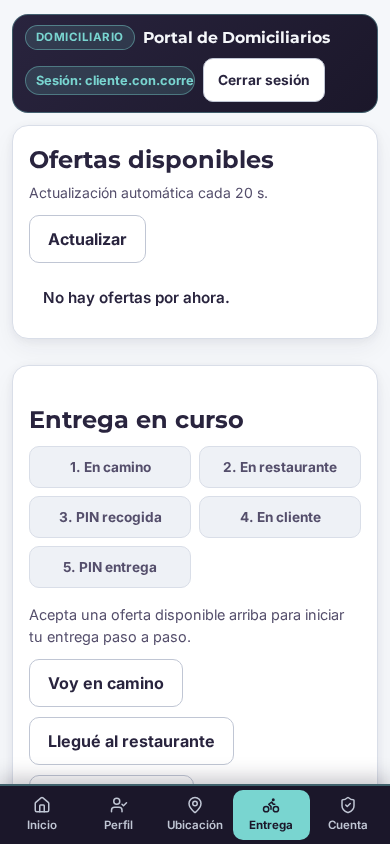 DOMICILIARIO
Portal de Domiciliarios
Sesión: cliente.con.corre
Cerrar sesión
Ofertas disponibles
Actualización automática cada 20 s.
Actualizar
No hay ofertas por ahora.
Entrega en curso
1. En camino
2. En restaurante
3. PIN recogida
4. En cliente
5. PIN entrega
Acepta una oferta disponible arriba para iniciar
tu entrega paso a paso.
Voy en camino
Llegué al restaurante
Inicio
Perfil
Ubicación
Entrega
Cuenta